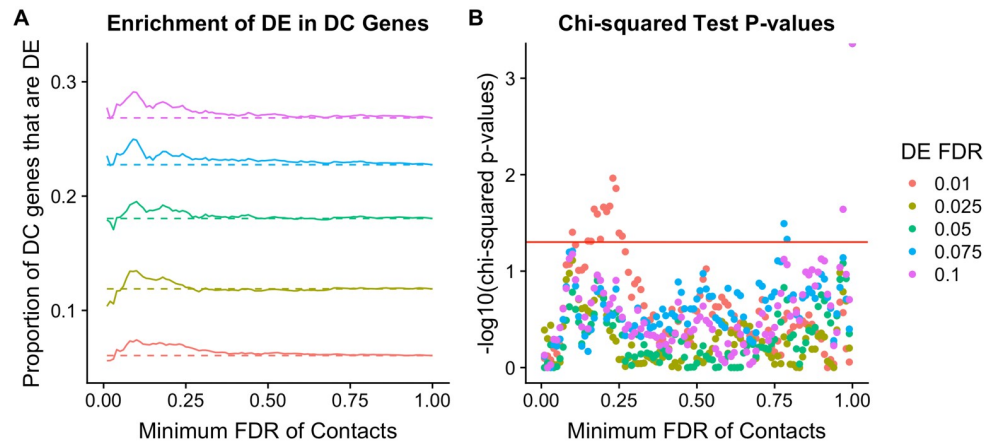 A
Enrichment of DE in DC Genes
Proportion of DC genes that are DE
0.3
0.2
0.1
0.00 0.25 0.50 0.75 1.00
Minimum FDR of Contacts
B
Chi-squared Test P-values
-log10(chi-squared p-values)
3
2
1
0
0.00 0.25 0.50 0.75 1.00
Minimum FDR of Contacts
DE FDR
0.01
0.025
0.05
0.075
0.1